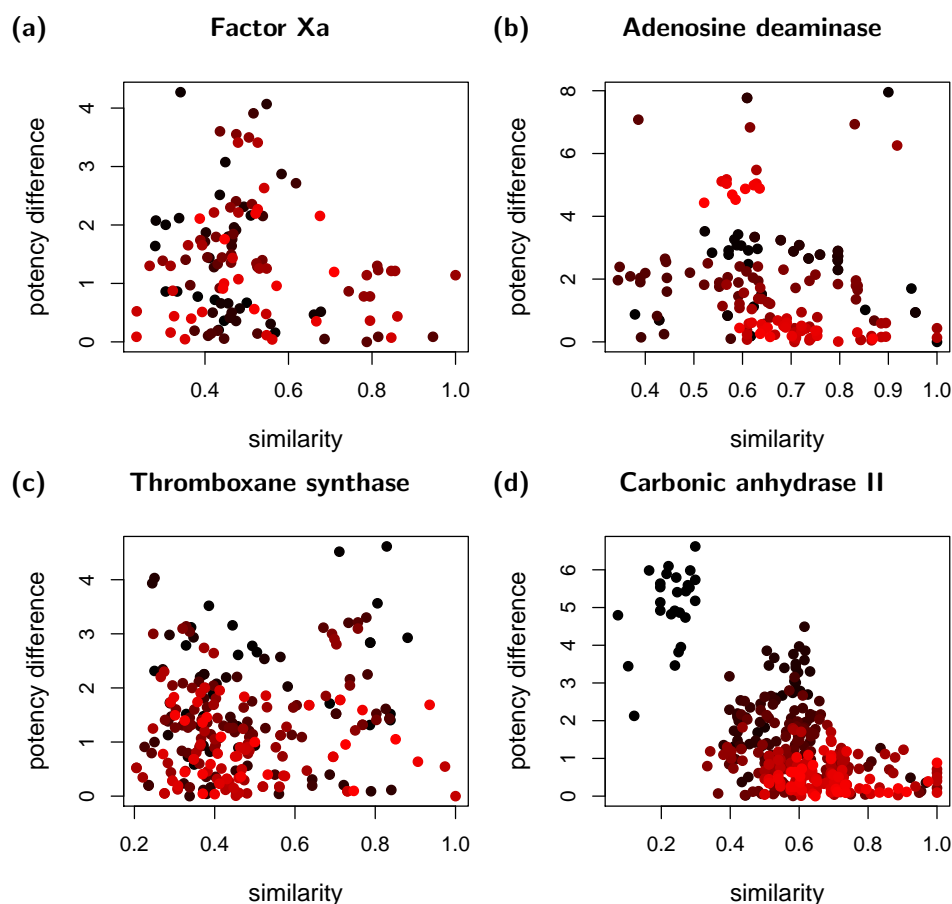 (a) Factor Xa
potency difference
4
3
2
1
0
0.4 0.6 0.8 1.0
similarity
(b) Adenosine deaminase
potency difference
8
6
4
2
0
0.4 0.5 0.6 0.7 0.8 0.9 1.0
similarity
(c) Thromboxane synthase
potency difference
4
3
2
1
0
0.2 0.4 0.6 0.8 1.0
similarity
(d) Carbonic anhydrase II
potency difference
6
5
4
3
2
1
0
0.2 0.4 0.6 0.8 1.0
similarity